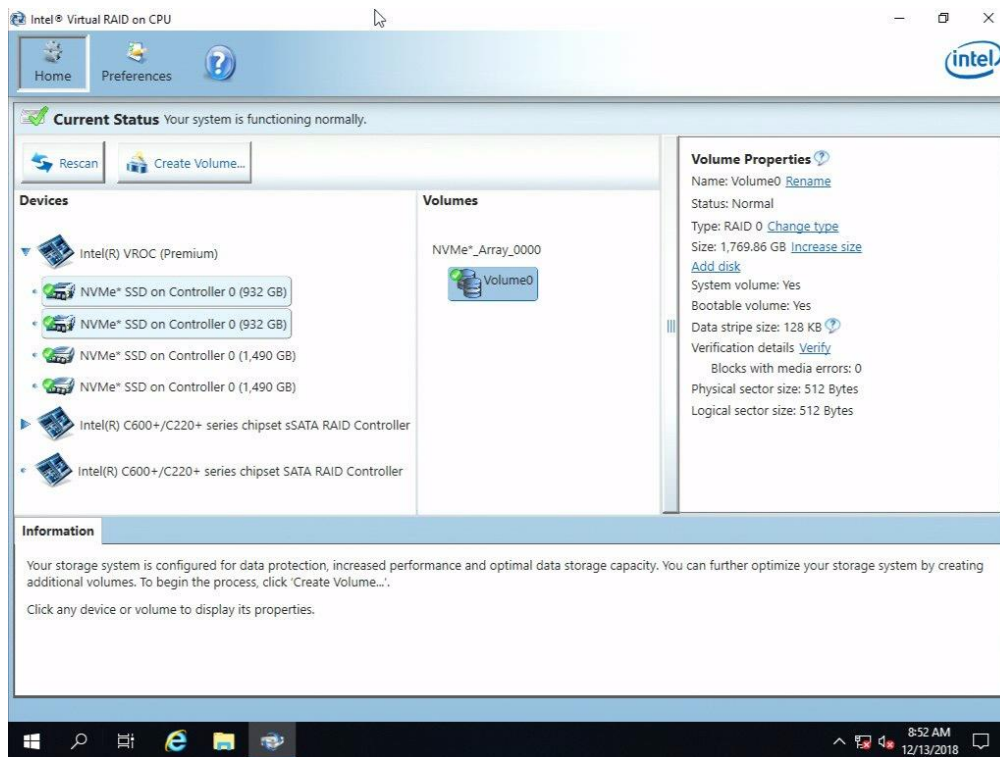 Intel® Virtual RAID on CPU
Home
Preferences
?
intel
Current Status Your system is functioning normally.
Rescan
Create Volume...
Devices
Intel(R) VROC (Premium)
NVMe* SSD on Controller 0 (932 GB)
NVMe* SSD on Controller 0 (932 GB)
NVMe* SSD on Controller 0 (1,490 GB)
NVMe* SSD on Controller 0 (1,490 GB)
Intel(R) C600+/C220+ series chipset sSATA RAID Controller
Intel(R) C600+/C220+ series chipset SATA RAID Controller
Volumes
NVMe*_Array_0000
Volume0
Volume Properties ?
Name: Volume0 Rename
Status: Normal
Type: RAID 0 Change type
Size: 1,769.86 GB Increase size
Add disk
System volume: Yes
Bootable volume: Yes
Data stripe size: 128 KB ?
Verification details Verify
Blocks with media errors: 0
Physical sector size: 512 Bytes
Logical sector size: 512 Bytes
Information
Your storage system is configured for data protection, increased performance and optimal data storage capacity. You can further optimize your storage system by creating
additional volumes. To begin the process, click 'Create Volume...'.
Click any device or volume to display its properties.
8:52 AM
12/13/2018